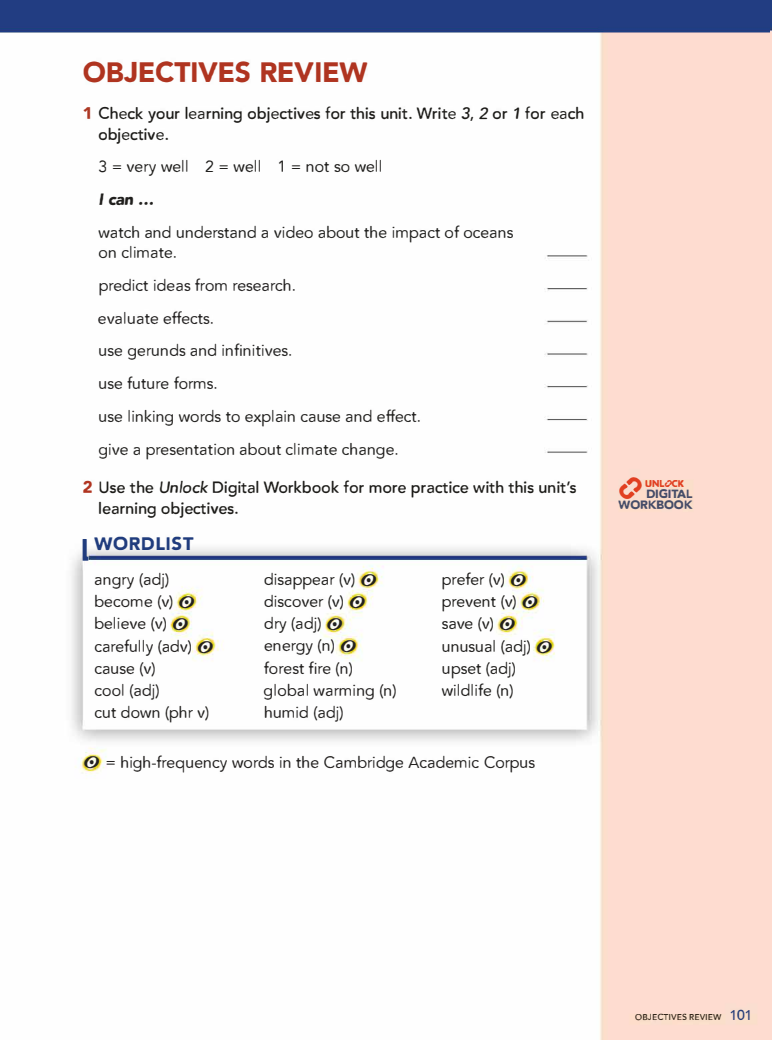 OBJECTIVES REVIEW
1 Check your learning objectives for this unit. Write 3, 2 or 1 for each
objective.
3 = very well 2 = well 1 = not so well
I can ...
watch and understand a video about the impact of oceans
on climate.
predict ideas from research.
evaluate effects.
use gerunds and infinitives.
use future forms.
use linking words to explain cause and effect.
give a presentation about climate change.
2 Use the Unlock Digital Workbook for more practice with this unit's
learning objectives.
UNLOCK
DIGITAL
WORKBOOK
WORDLIST
angry (adj)
become (v)
believe (v)
carefully (adv)
cause (v)
cool (adj)
cut down (phr v)
disappear (v)
discover (v)
dry (adj)
energy (n)
forest fire (n)
global warming (n)
humid (adj)
prefer (v)
prevent (v)
save (v)
unusual (adj)
upset (adj)
wildlife (n)
= high-frequency words in the Cambridge Academic Corpus
OBJECTIVES REVIEW 101